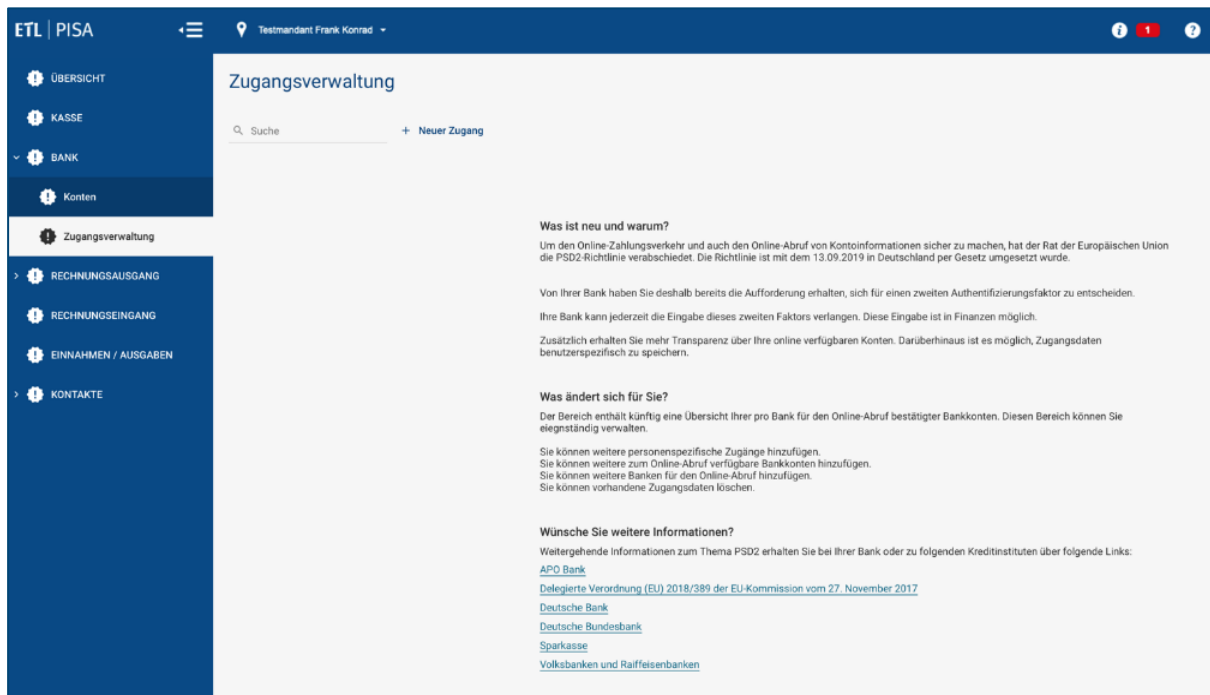 ETL | PISA
Testmandant Frank Konrad
1
ÜBERSICHT
KASSE
BANK
Konten
Zugangsverwaltung
RECHNUNGSAUSGANG
RECHNUNGSEINGANG
EINNAHMEN / AUSGABEN
KONTAKTE
Zugangsverwaltung
Suche
+ Neuer Zugang
Was ist neu und warum?
Um den Online-Zahlungsverkehr und auch den Online-Abruf von Kontoinformationen sicher zu machen, hat der Rat der Europäischen Union
die PSD2-Richtlinie verabschiedet. Die Richtlinie ist mit dem 13.09.2019 in Deutschland per Gesetz umgesetzt wurde.
Von Ihrer Bank haben Sie deshalb bereits die Aufforderung erhalten, sich für einen zweiten Authentifizierungsfaktor zu entscheiden.
Ihre Bank kann jederzeit die Eingabe dieses zweiten Faktors verlangen. Diese Eingabe ist in Finanzen möglich.
Zusätzlich erhalten Sie mehr Transparenz über Ihre online verfügbaren Konten. Darüberhinaus ist es möglich, Zugangsdaten
benutzerspezifisch zu speichern.
Was ändert sich für Sie?
Der Bereich enthält künftig eine Übersicht Ihrer pro Bank für den Online-Abruf bestätigter Bankkonten. Diesen Bereich können Sie
eiegnständig verwalten.
Sie können weitere personenspezifische Zugänge hinzufügen.
Sie können weitere zum Online-Abruf verfügbare Bankkonten hinzufügen.
Sie können weitere Banken für den Online-Abruf hinzufügen.
Sie können vorhandene Zugangsdaten löschen.
Wünsche Sie weitere Informationen?
Weitergehende Informationen zum Thema PSD2 erhalten Sie bei Ihrer Bank oder zu folgenden Kreditinstituten über folgende Links:
APO Bank
Delegierte Verordnung (EU) 2018/389 der EU-Kommission vom 27. November 2017
Deutsche Bank
Deutsche Bundesbank
Sparkasse
Volksbanken und Raiffeisenbanken